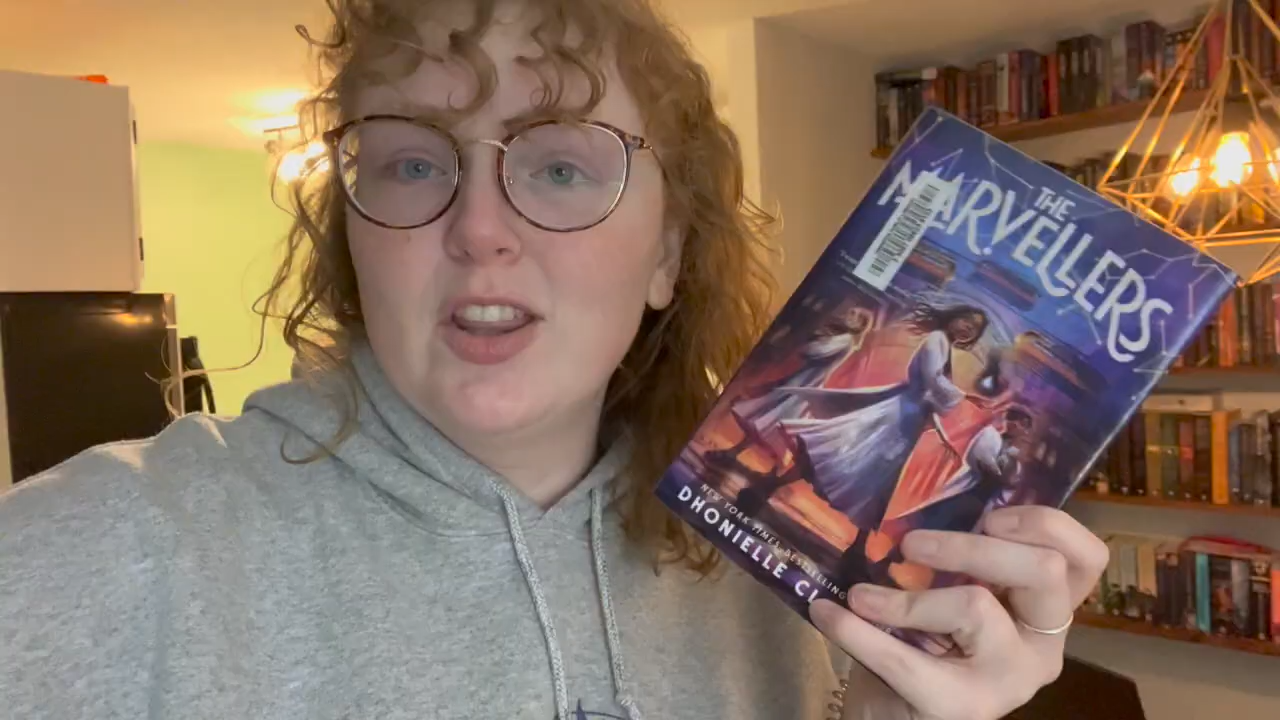 THE
MARVELLERS
NEW YORK TIMES BESTSELLING
DHONIELLE